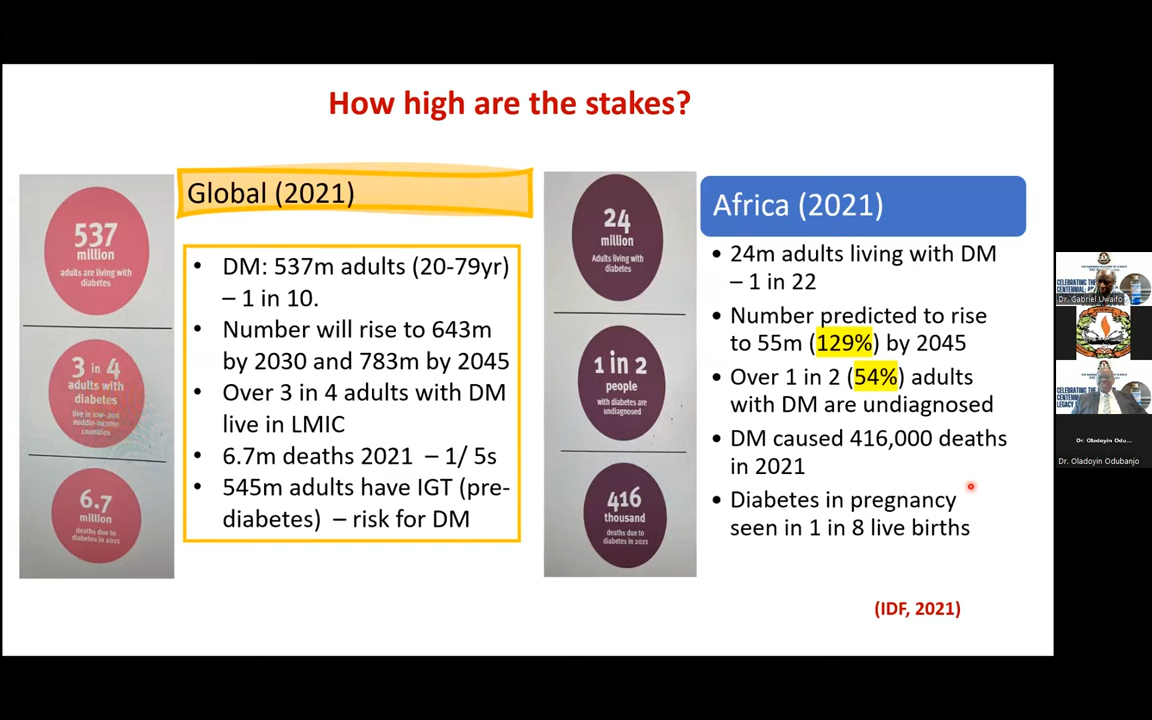 How high are the stakes?
537
million
adults are living with
diabetes
3 in 4
adults with
diabetes
live in low- and
middle-income
countries
6.7
million
deaths due to
diabetes in 2021
Global (2021)
• DM: 537m adults (20-79yr)
– 1 in 10.
• Number will rise to 643m
by 2030 and 783m by 2045
• Over 3 in 4 adults with DM
live in LMIC
• 6.7m deaths 2021 – 1/ 5s
• 545m adults have IGT (pre-
diabetes) – risk for DM
24
million
Adults living with
diabetes
1 in 2
people
with diabetes are
undiagnosed
416
thousand
deaths due to
diabetes in 2021
Africa (2021)
• 24m adults living with DM
– 1 in 22
• Number predicted to rise
to 55m (129%) by 2045
• Over 1 in 2 (54%) adults
with DM are undiagnosed
• DM caused 416,000 deaths
in 2021
• Diabetes in pregnancy
seen in 1 in 8 live births
(IDF, 2021)
Dr. Gabriel Uwaifo
Dr. Oladoyin Odu...
Dr. Oladoyin Odubanjo